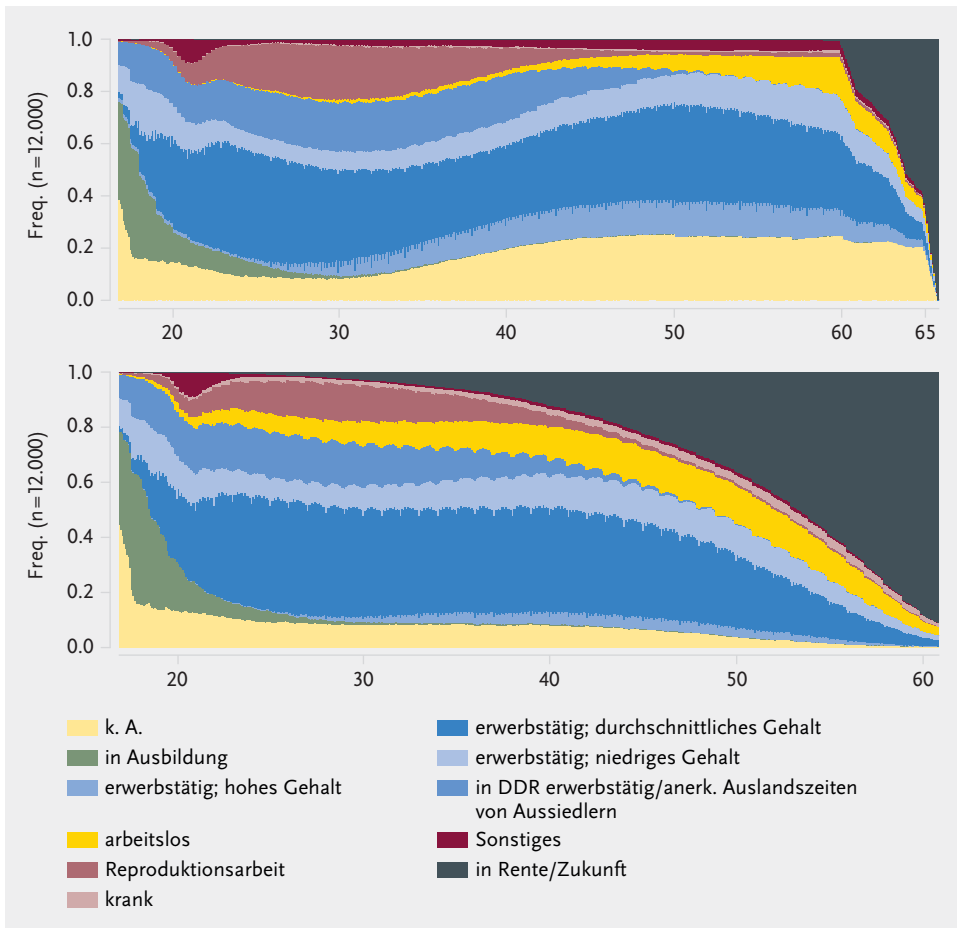 1.0
0.8
0.6
0.4
0.2
0.0
Freq. (n=12.000)
20 30 40 50 60 65
1.0
0.8
0.6
0.4
0.2
0.0
Freq. (n=12.000)
20 30 40 50 60
k. A.
in Ausbildung
erwerbstätig; hohes Gehalt
arbeitslos
Reproduktionsarbeit
krank
erwerbstätig; durchschnittliches Gehalt
erwerbstätig; niedriges Gehalt
in DDR erwerbstätig/anerk. Auslandszeiten
von Aussiedlern
Sonstiges
in Rente/Zukunft